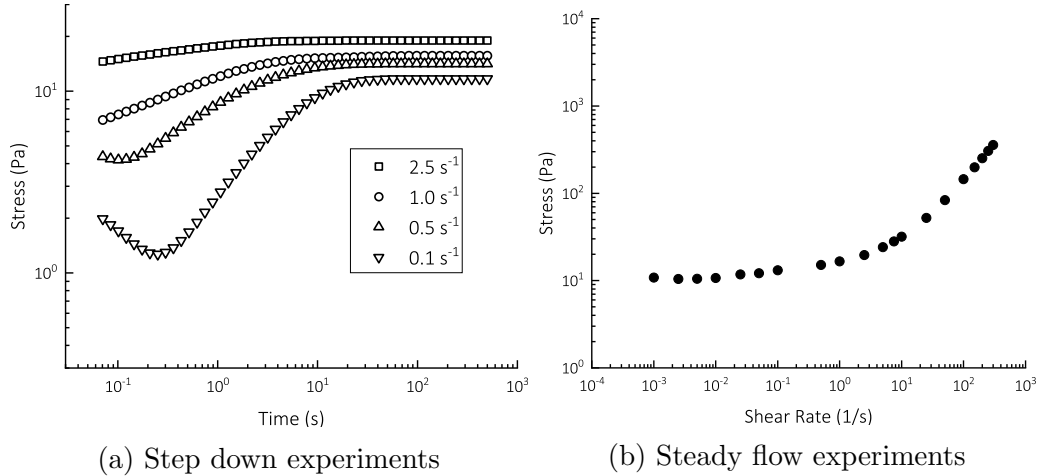 Stress (Pa)
10¹
10⁰
2.5 s⁻¹
1.0 s⁻¹
0.5 s⁻¹
0.1 s⁻¹
10⁻¹ 10⁰ 10¹ 10² 10³
Time (s)
(a) Step down experiments
Stress (Pa)
10⁴
10³
10²
10¹
10⁰
10⁻⁴ 10⁻³ 10⁻² 10⁻¹ 10⁰ 10¹ 10² 10³
Shear Rate (1/s)
(b) Steady flow experiments